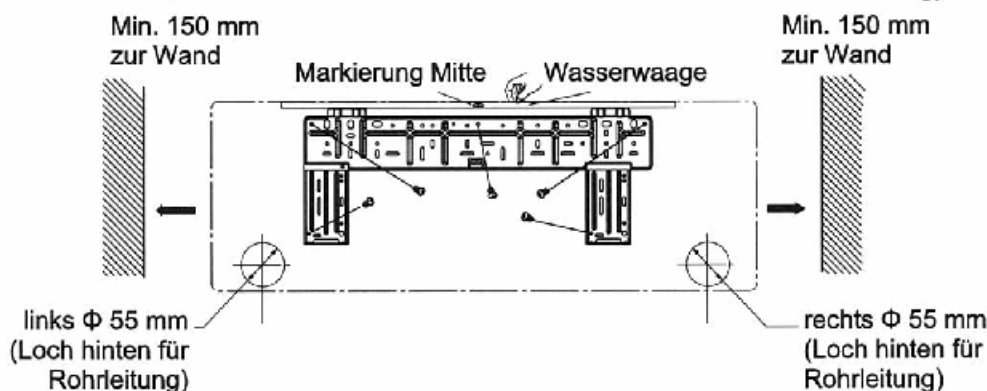 Min. 150 mm
zur Wand
Min. 150 mm
zur Wand
Markierung Mitte
Wasserwaage
links Φ 55 mm
(Loch hinten für
Rohrleitung)
rechts Φ 55 mm
(Loch hinten für
Rohrleitung)